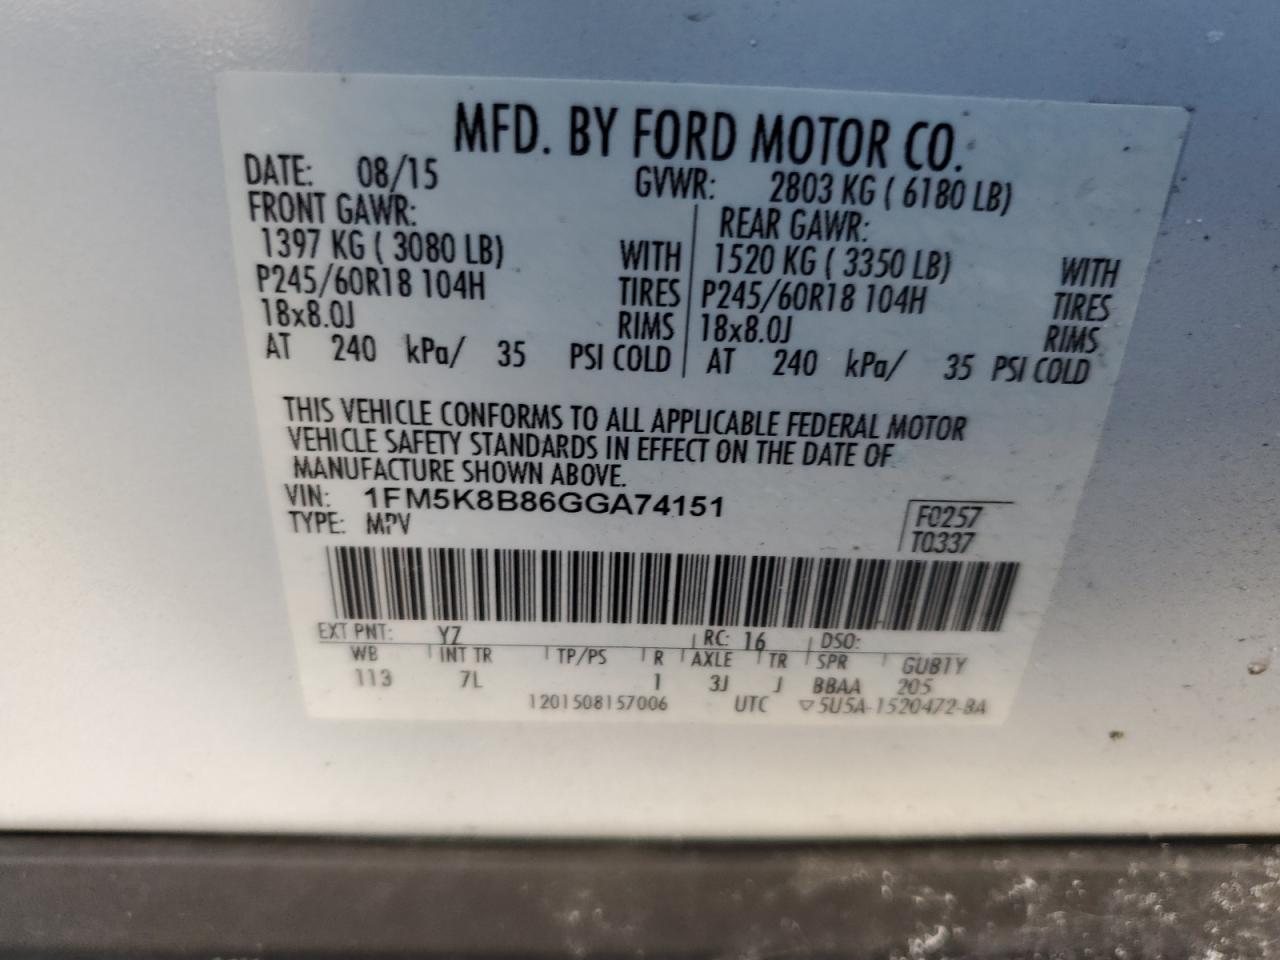 MFD. BY FORD MOTOR CO.
DATE: 08/15 GVWR: 2803 KG ( 6180 LB)
FRONT GAWR: REAR GAWR:
1397 KG ( 3080 LB) WITH 1520 KG ( 3350 LB) WITH
P245/60R18 104H TIRES P245/60R18 104H TIRES
18x8.0J RIMS 18x8.0J RIMS
AT 240 kPa/ 35 PSI COLD AT 240 kPa/ 35 PSI COLD
THIS VEHICLE CONFORMS TO ALL APPLICABLE FEDERAL MOTOR
VEHICLE SAFETY STANDARDS IN EFFECT ON THE DATE OF
MANUFACTURE SHOWN ABOVE.
VIN: 1FM5K8B86GGA74151 F0257
TYPE: MPV T0337
EXT PNT: YZ RC: 16 DSO:
WB INT TR TP/PS R AXLE TR SPR GUB1Y
113 7L 1 3J J BBAA 205
1201508157006 UTC ▽5U5A-1520472-BA